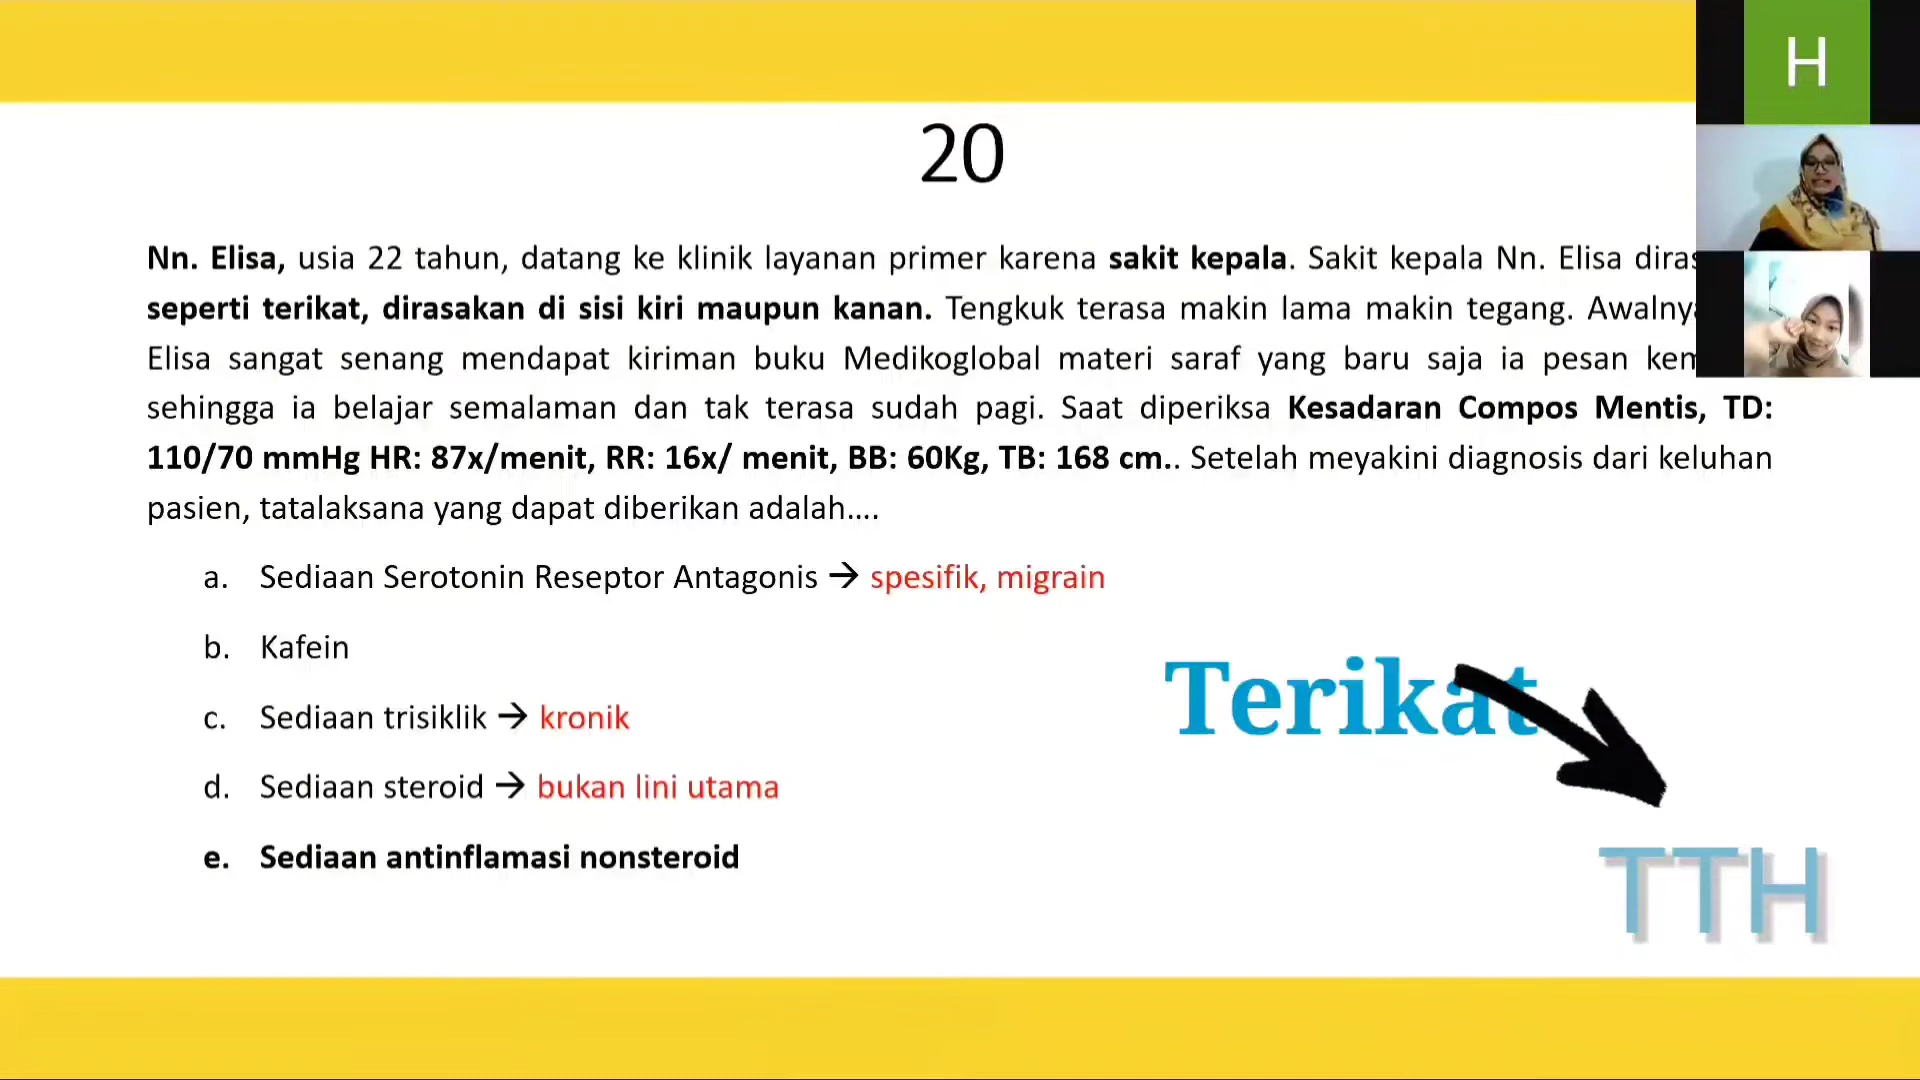 H
20
Nn. Elisa, usia 22 tahun, datang ke klinik layanan primer karena sakit kepala. Sakit kepala Nn. Elisa
seperti terikat, dirasakan di sisi kiri maupun kanan. Tengkuk terasa makin lama makin tegang.
Elisa sangat senang mendapat kiriman buku Medikoglobal materi saraf yang baru saja ia pesan
sehingga ia belajar semalaman dan tak terasa sudah pagi. Saat diperiksa Kesadaran Compos Mentis, TD:
110/70 mmHg HR: 87x/menit, RR: 16x/ menit, BB: 60Kg, TB: 168 cm.. Setelah meyakini diagnosis dari keluhan
pasien, tatalaksana yang dapat diberikan adalah....
a. Sediaan Serotonin Reseptor Antagonis → spesifik, migrain
b. Kafein
c. Sediaan trisiklik → kronik
d. Sediaan steroid → bukan lini utama
e. Sediaan antinflamasi nonsteroid
Terikat
TTH